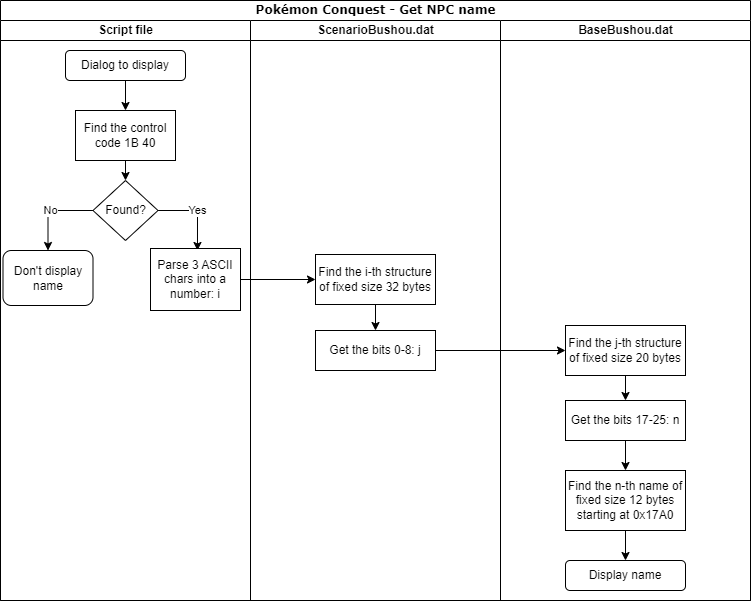 Pokémon Conquest - Get NPC name
Script file
ScenarioBushou.dat
BaseBushou.dat
Dialog to display
Find the control
code 1B 40
Found?
No
Yes
Don't display
name
Parse 3 ASCII
chars into a
number: i
Find the i-th structure
of fixed size 32 bytes
Get the bits 0-8: j
Find the j-th structure
of fixed size 20 bytes
Get the bits 17-25: n
Find the n-th name of
fixed size 12 bytes
starting at 0x17A0
Display name